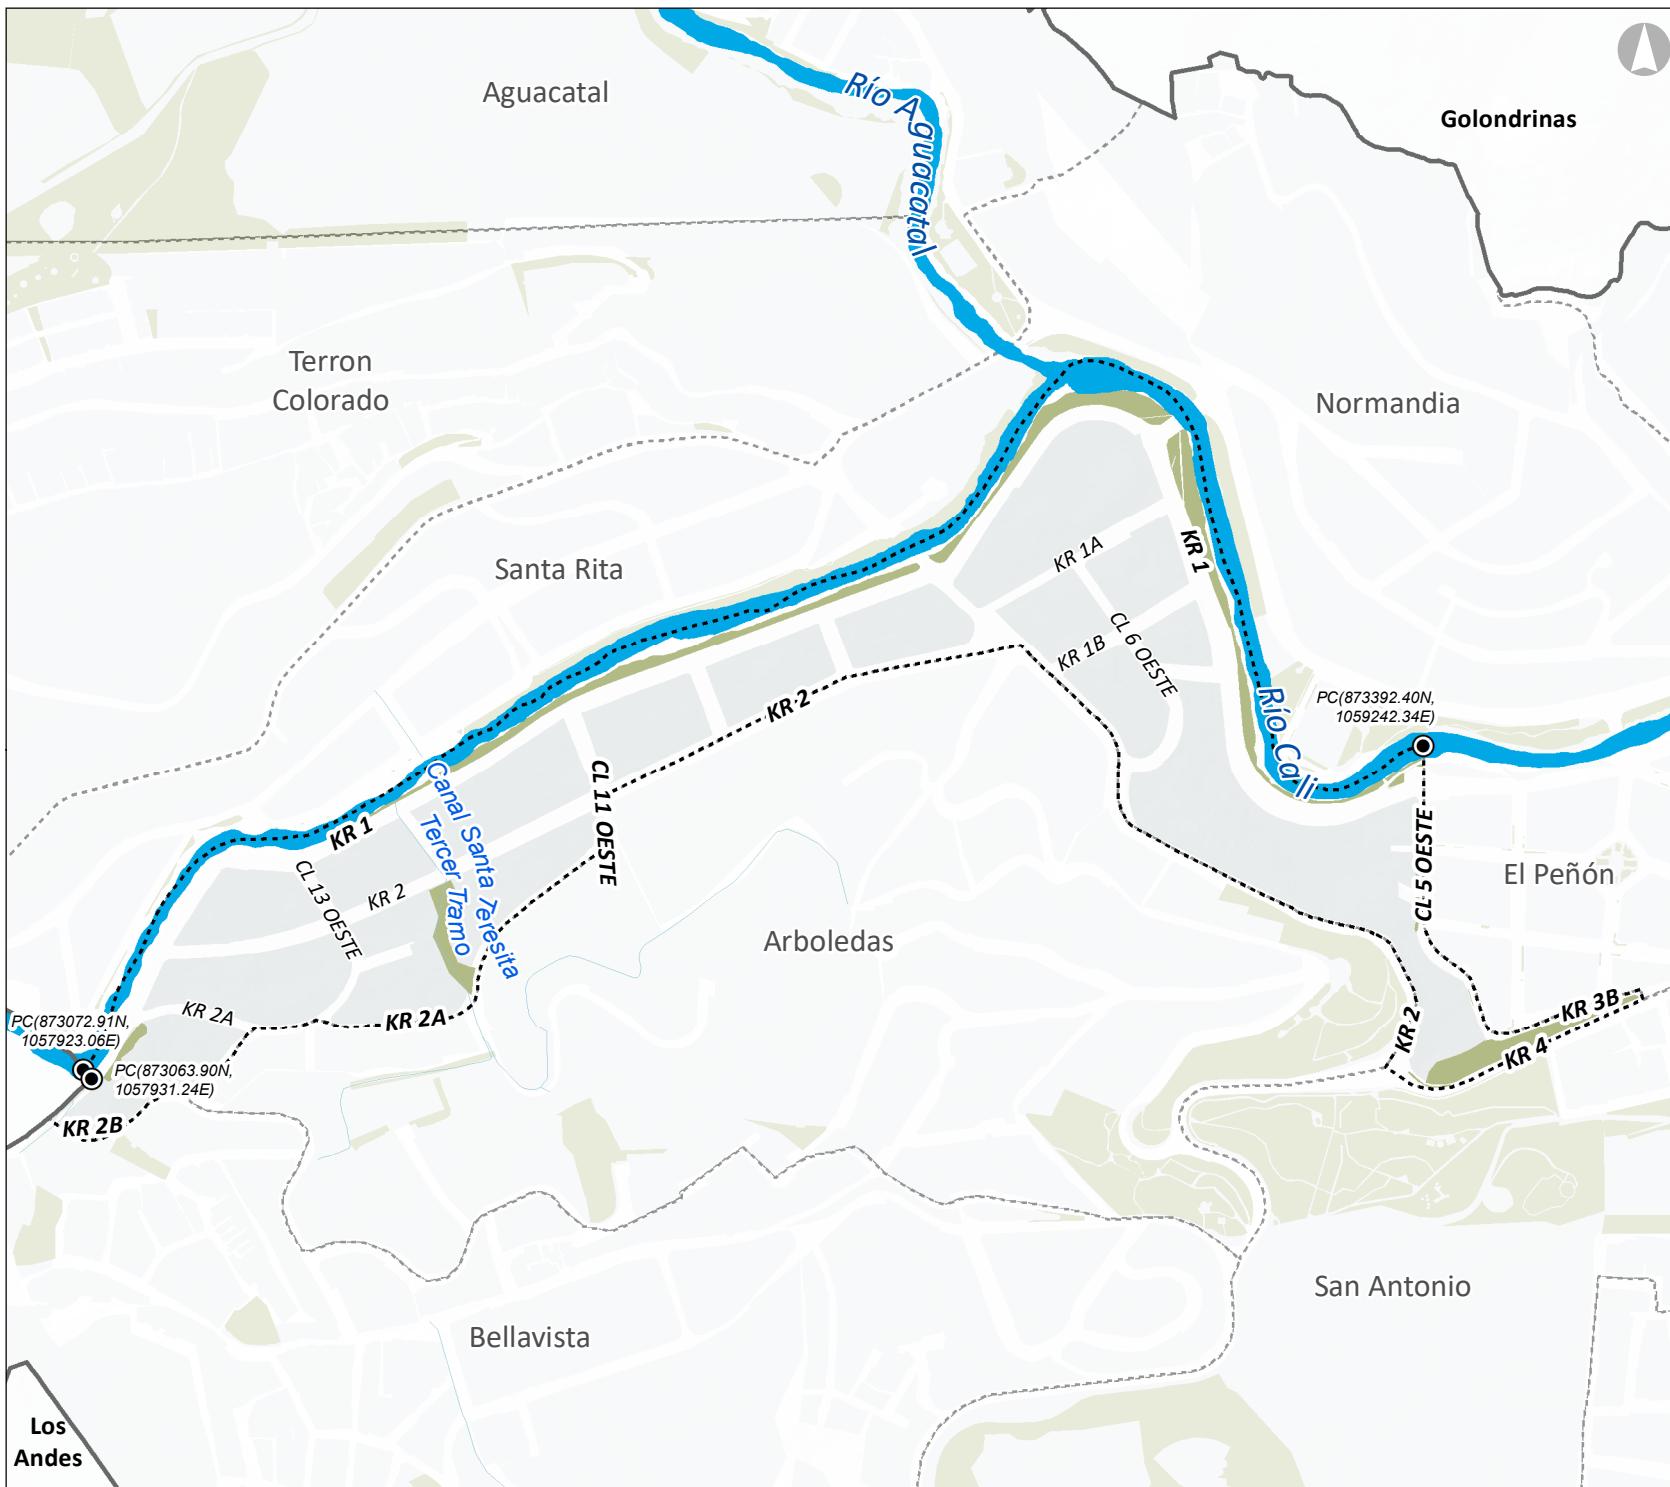 Aguacatal
Río Aguacatal
Golondrinas
Terron
Colorado
Normandia
Santa Rita
KR 1A
KR 1
CL 6 OESTE
KR 1B
KR 2
Río Cali
PC(873392.40N,
1059242.34E)
CL 11 OESTE
Canal Santa Teresita
Tercer Tramo
KR 1
CL 13 OESTE
KR 2
CL 5 OESTE
El Peñón
Arboledas
KR 2A
KR 2A
KR 3B
KR 2
KR 4
PC(873072.91N,
1057923.06E)
PC(873063.90N,
1057931.24E)
KR 2B
San Antonio
Bellavista
Los
Andes